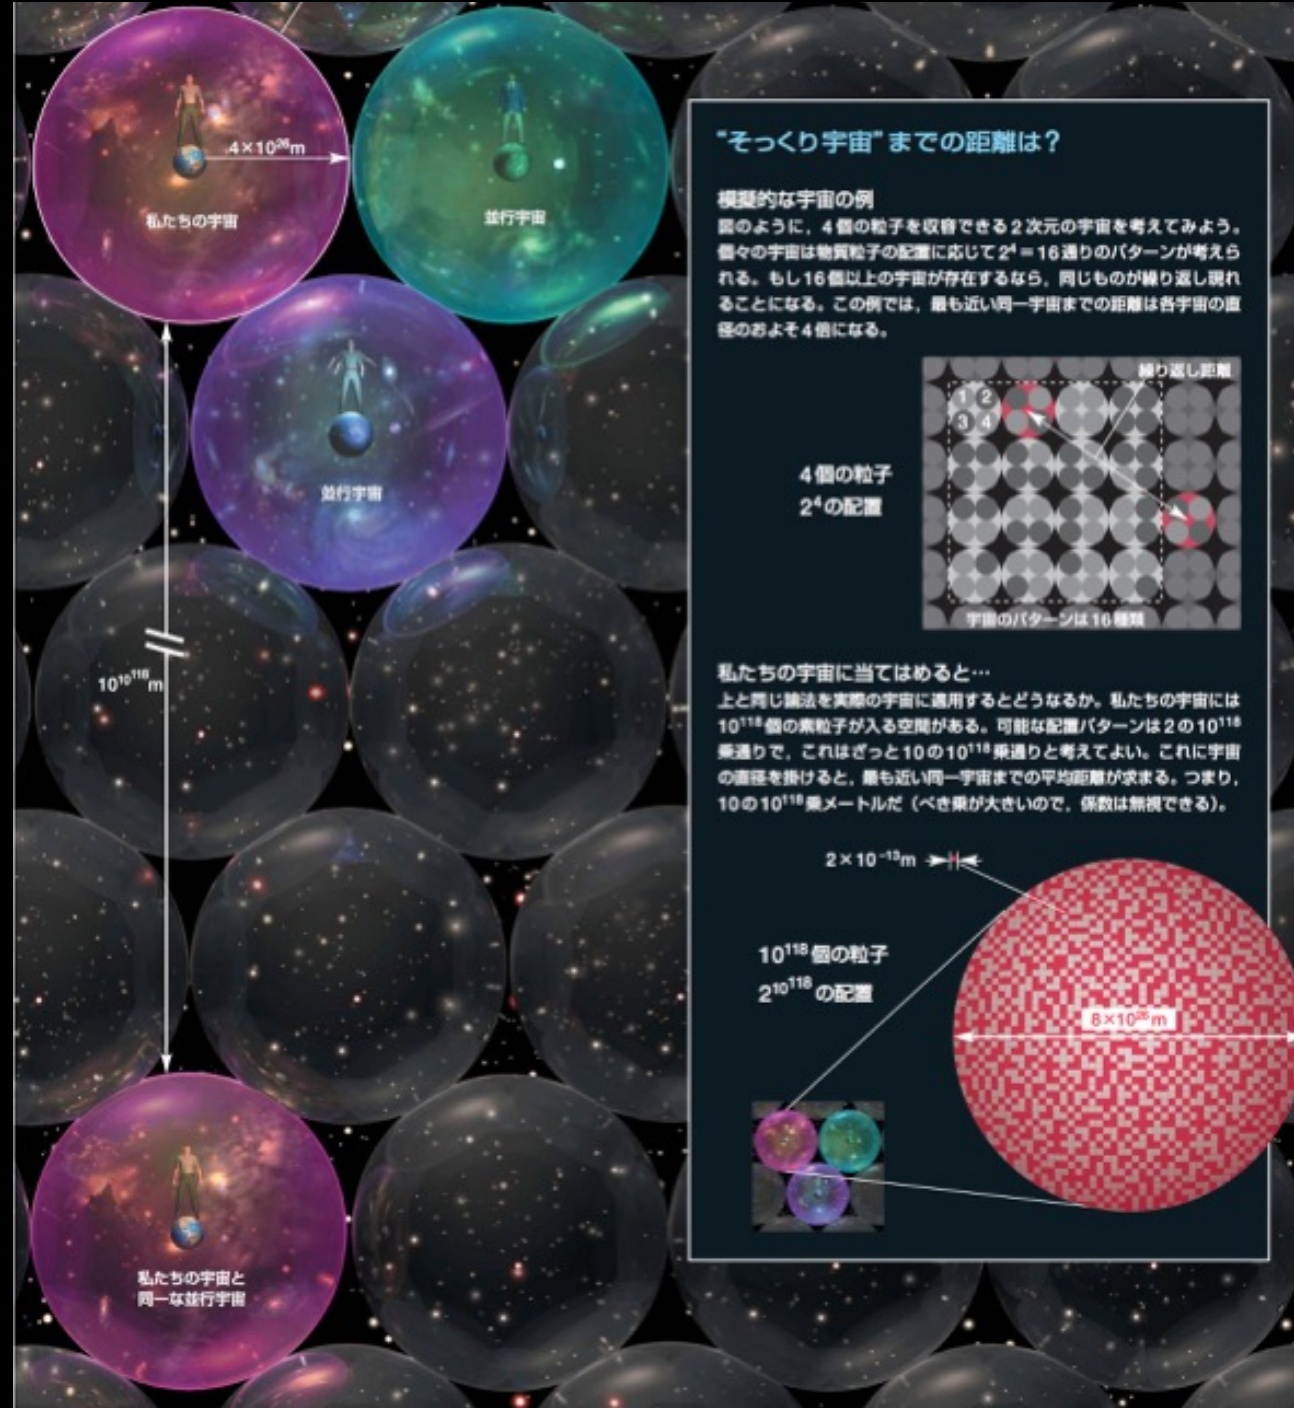 4×10²⁶m
私たちの宇宙
並行宇宙
並行宇宙
10^10^118 m
私たちの宇宙と
同一な並行宇宙
“そっくり宇宙”までの距離は？
模擬的な宇宙の例
図のように，4個の粒子を収容できる2次元の宇宙を考えてみよう。
個々の宇宙は物質粒子の配置に応じて2⁴＝16通りのパターンが考えら
れる。もし16個以上の宇宙が存在するなら，同じものが繰り返し現れ
ることになる。この例では，最も近い同一宇宙までの距離は各宇宙の直
径のおよそ4倍になる。
繰り返し距離
1 2
3 4
4個の粒子
2⁴の配置
宇宙のパターンは16種類
私たちの宇宙に当てはめると…
上と同じ論法を実際の宇宙に適用するとどうなるか。私たちの宇宙には
10¹¹⁸個の素粒子が入る空間がある。可能な配置パターンは2の10¹¹⁸
乗通りで，これはざっと10の10¹¹⁸乗通りと考えてよい。これに宇宙
の直径を掛けると，最も近い同一宇宙までの平均距離が求まる。つまり，
10の10¹¹⁸乗メートルだ（べき乗が大きいので，係数は無視できる）。
2×10⁻¹³m
10¹¹⁸個の粒子
2^10^118 の配置
8×10²⁶m